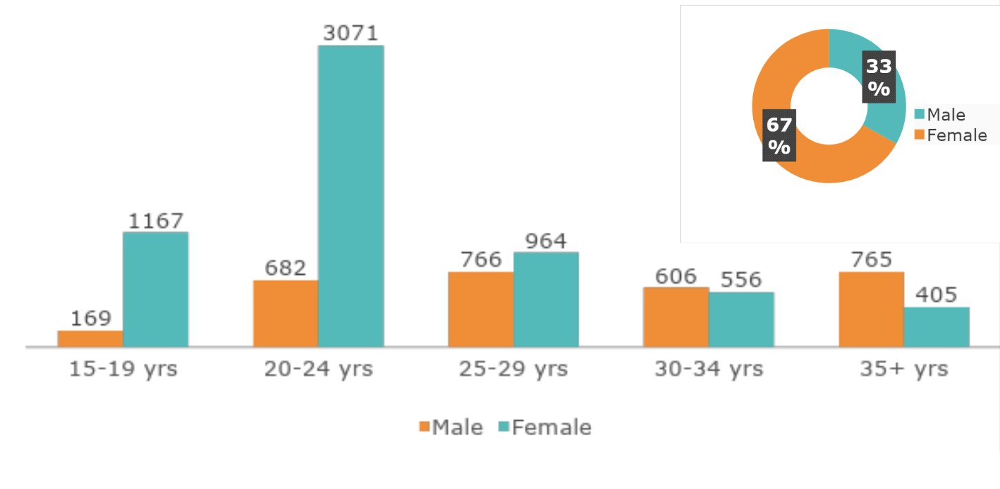 3071
33
%
67
%
Male
Female
1167
964
766
765
682
606
556
405
169
15-19 yrs
20-24 yrs
25-29 yrs
30-34 yrs
35+ yrs
Male
Female